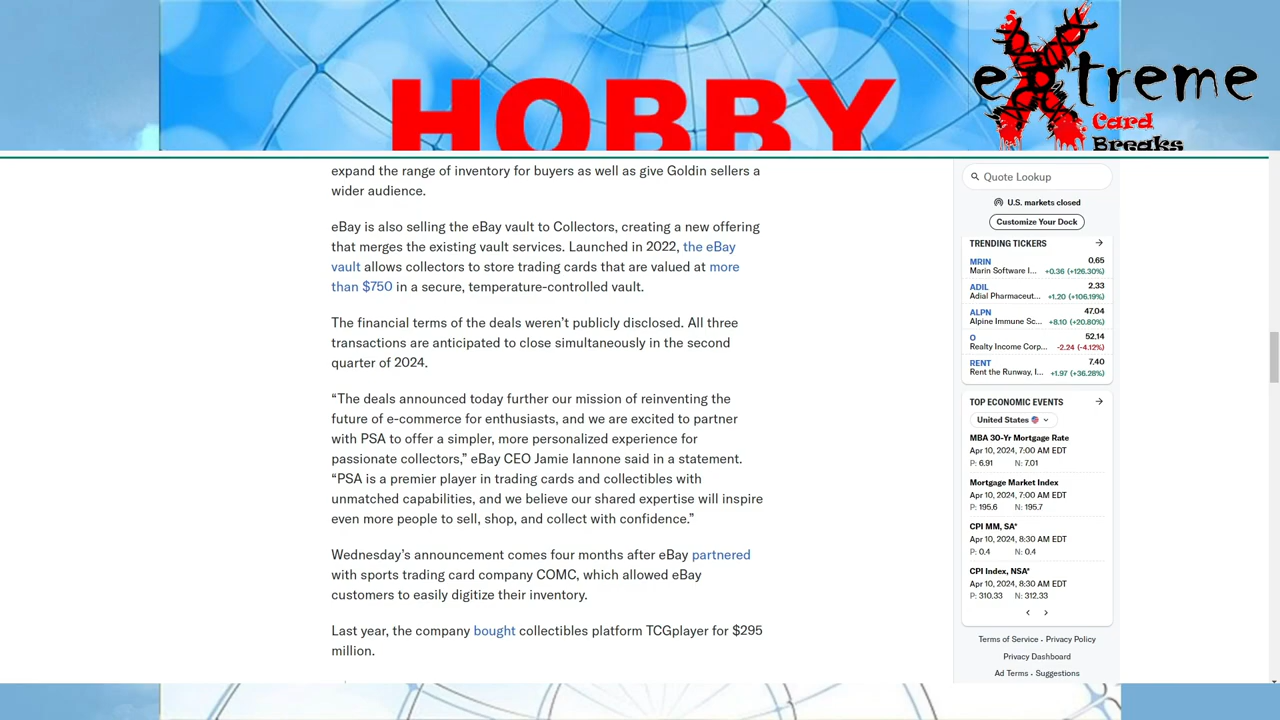 HOBBY
eXtreme
Card
Breaks
expand the range of inventory for buyers as well as give Goldin sellers a
wider audience.
eBay is also selling the eBay vault to Collectors, creating a new offering
that merges the existing vault services. Launched in 2022, the eBay
vault allows collectors to store trading cards that are valued at more
than $750 in a secure, temperature-controlled vault.
The financial terms of the deals weren’t publicly disclosed. All three
transactions are anticipated to close simultaneously in the second
quarter of 2024.
“The deals announced today further our mission of reinventing the
future of e-commerce for enthusiasts, and we are excited to partner
with PSA to offer a simpler, more personalized experience for
passionate collectors,” eBay CEO Jamie Iannone said in a statement.
“PSA is a premier player in trading cards and collectibles with
unmatched capabilities, and we believe our shared expertise will inspire
even more people to sell, shop, and collect with confidence.”
Wednesday’s announcement comes four months after eBay partnered
with sports trading card company COMC, which allowed eBay
customers to easily digitize their inventory.
Last year, the company bought collectibles platform TCGplayer for $295
million.
Quote Lookup
U.S. markets closed
Customize Your Dock
TRENDING TICKERS
MRIN 0.65
Marin Software I... +0.36 (+126.30%)
ADIL 2.33
Adial Pharmaceut... +1.20 (+106.19%)
ALPN 47.04
Alpine Immune Sc... +8.10 (+20.80%)
O 52.14
Realty Income Corp... -2.24 (-4.12%)
RENT 7.40
Rent the Runway, I... +1.97 (+36.28%)
TOP ECONOMIC EVENTS
United States
MBA 30-Yr Mortgage Rate
Apr 10, 2024, 7:00 AM EDT
P: 6.91 N: 7.01
Mortgage Market Index
Apr 10, 2024, 7:00 AM EDT
P: 195.6 N: 195.7
CPI MM, SA*
Apr 10, 2024, 8:30 AM EDT
P: 0.4 N: 0.4
CPI Index, NSA*
Apr 10, 2024, 8:30 AM EDT
P: 310.33 N: 312.33
Terms of Service • Privacy Policy
Privacy Dashboard
Ad Terms • Suggestions